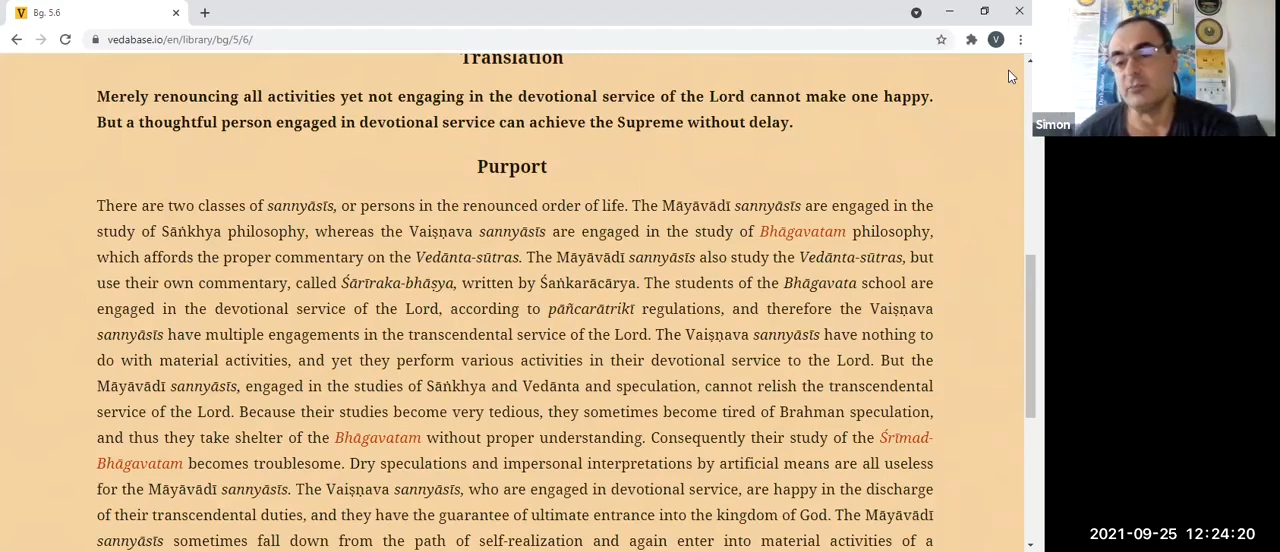 Bg. 5.6
vedabase.io/en/library/bg/5/6/
V
Translation
Merely renouncing all activities yet not engaging in the devotional service of the Lord cannot make one happy.
But a thoughtful person engaged in devotional service can achieve the Supreme without delay.
Purport
There are two classes of sannyāsīs, or persons in the renounced order of life. The Māyāvādī sannyāsīs are engaged in the
study of Sāṅkhya philosophy, whereas the Vaiṣṇava sannyāsīs are engaged in the study of Bhāgavatam philosophy,
which affords the proper commentary on the Vedānta-sūtras. The Māyāvādī sannyāsīs also study the Vedānta-sūtras, but
use their own commentary, called Śārīraka-bhāṣya, written by Śaṅkarācārya. The students of the Bhāgavata school are
engaged in the devotional service of the Lord, according to pāñcarātrikī regulations, and therefore the Vaiṣṇava
sannyāsīs have multiple engagements in the transcendental service of the Lord. The Vaiṣṇava sannyāsīs have nothing to
do with material activities, and yet they perform various activities in their devotional service to the Lord. But the
Māyāvādī sannyāsīs, engaged in the studies of Sāṅkhya and Vedānta and speculation, cannot relish the transcendental
service of the Lord. Because their studies become very tedious, they sometimes become tired of Brahman speculation,
and thus they take shelter of the Bhāgavatam without proper understanding. Consequently their study of the Śrīmad-
Bhāgavatam becomes troublesome. Dry speculations and impersonal interpretations by artificial means are all useless
for the Māyāvādī sannyāsīs. The Vaiṣṇava sannyāsīs, who are engaged in devotional service, are happy in the discharge
of their transcendental duties, and they have the guarantee of ultimate entrance into the kingdom of God. The Māyāvādī
sannyāsīs sometimes fall down from the path of self-realization and again enter into material activities of a
Simon
2021-09-25 12:24:20